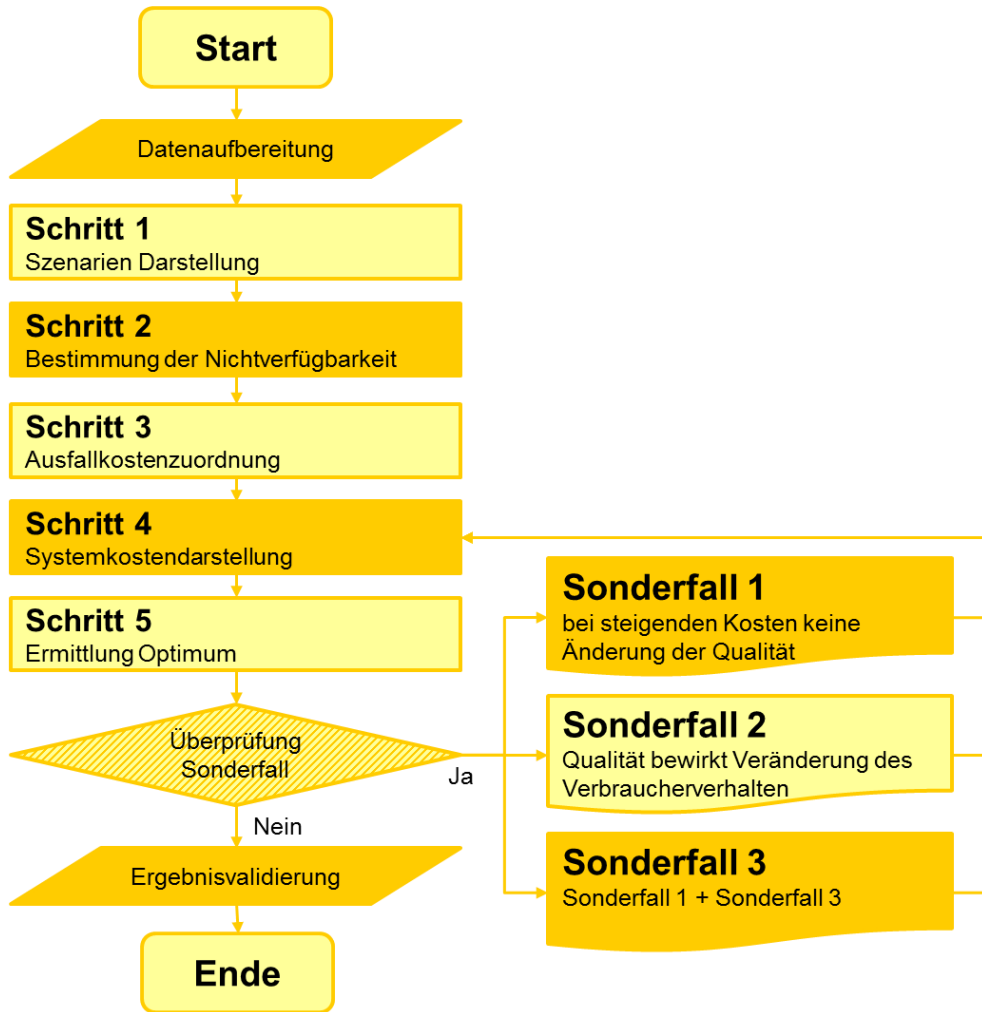 Start
Datenaufbereitung
Schritt 1
Szenarien Darstellung
Schritt 2
Bestimmung der Nichtverfügbarkeit
Schritt 3
Ausfallkostenzuordnung
Schritt 4
Systemkostendarstellung
Schritt 5
Ermittlung Optimum
Überprüfung
Sonderfall
Ja
Nein
Sonderfall 1
bei steigenden Kosten keine
Änderung der Qualität
Sonderfall 2
Qualität bewirkt Veränderung des
Verbraucherverhalten
Sonderfall 3
Sonderfall 1 + Sonderfall 3
Ergebnisvalidierung
Ende